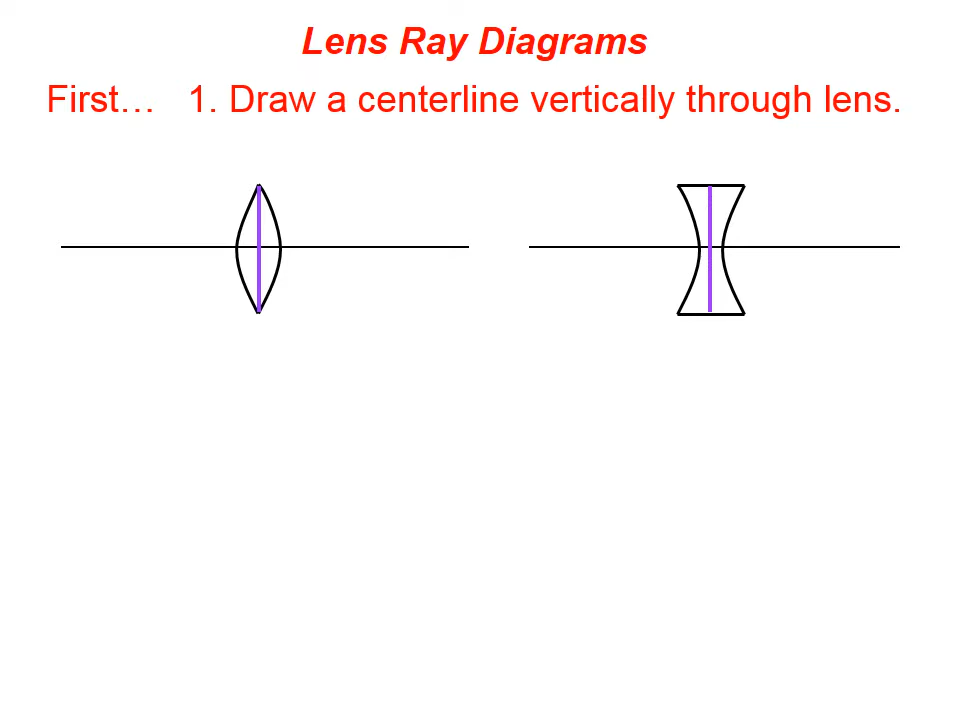 Lens Ray Diagrams
First… 1. Draw a centerline vertically through lens.